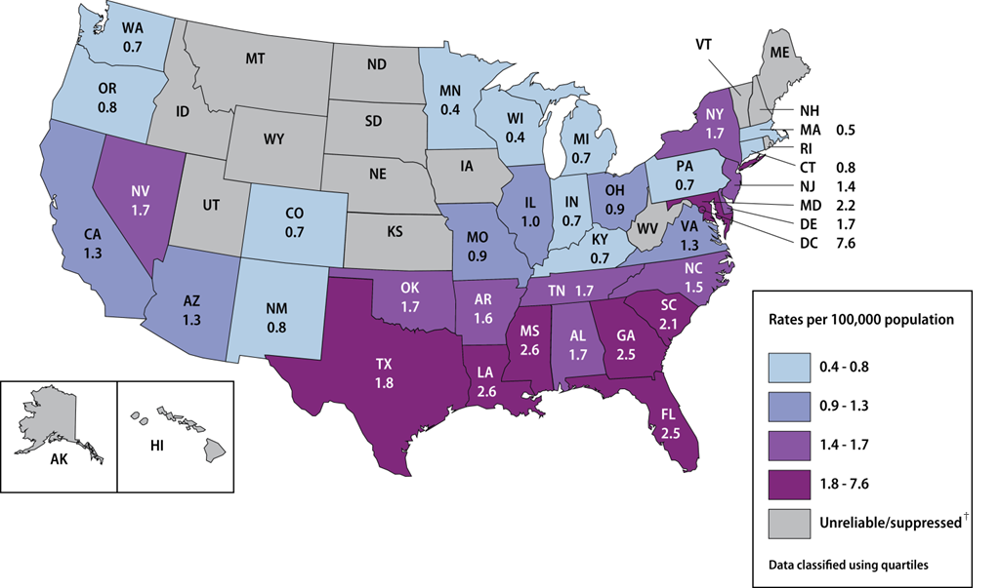 WA
0.7
MT
ND
MN
0.4
VT
ME
OR
0.8
ID
SD
WI
0.4
MI
0.7
NY
1.7
NH
MA 0.5
RI
CT 0.8
NJ 1.4
MD 2.2
DE 1.7
DC 7.6
WY
NE
IA
PA
0.7
NV
1.7
UT
CO
0.7
KS
MO
0.9
IL
1.0
IN
0.7
OH
0.9
WV
VA
1.3
KY
0.7
CA
1.3
AZ
1.3
NM
0.8
OK
1.7
AR
1.6
TN 1.7
NC
1.5
SC
2.1
TX
1.8
LA
2.6
MS
2.6
AL
1.7
GA
2.5
FL
2.5
AK
HI
Rates per 100,000 population
0.4 - 0.8
0.9 - 1.3
1.4 - 1.7
1.8 - 7.6
Unreliable/suppressed†
Data classified using quartiles